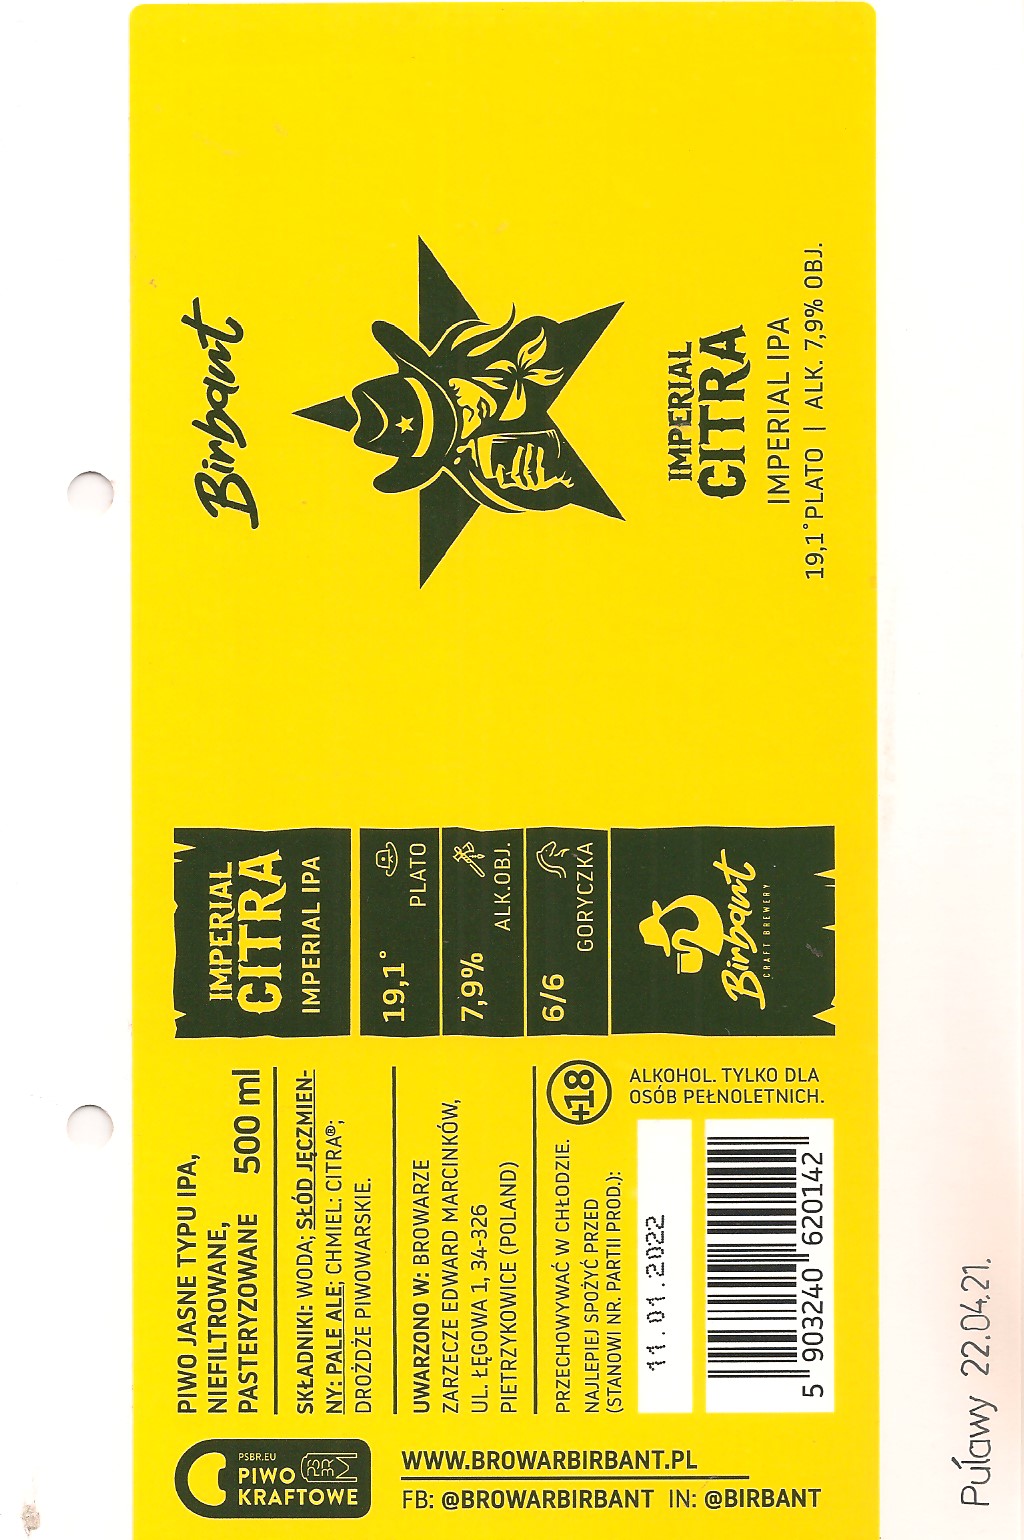 PIWO JASNE TYPU IPA,
NIEFILTROWANE,
PASTERYZOWANE 500 ml
SKŁADNIKI: WODA; SŁÓD JĘCZMIEN-
NY: PALE ALE; CHMIEL: CITRA®;
DROŻDŻE PIWOWARSKIE.
UWARZONO W: BROWARZE
ZARZECZE EDWARD MARCINKÓW,
UL. ŁĘGOWA 1, 34-326
PIETRZYKOWICE (POLAND)
PRZECHOWYWAĆ W CHŁODZIE.
NAJLEPIEJ SPOŻYĆ PRZED
(STANOWI NR. PARTII PROD.):
+18
ALKOHOL. TYLKO DLA
OSÓB PEŁNOLETNICH.
11.01.2022
5 903240 620142
PSBR.EU
PIWO
KRAFTOWE
PSBRM
WWW.BROWARBIRBANT.PL
FB: @BROWARBIRBANT IN: @BIRBANT
IMPERIAL
CITRA
IMPERIAL IPA
19,1°
PLATO
7,9%
ALK.OBJ.
6/6
GORYCZKA
Birbant
CRAFT BREWERY
Birbant
IMPERIAL
CITRA
IMPERIAL IPA
19,1°PLATO | ALK. 7,9% OBJ.
Puławy 22.04.21.